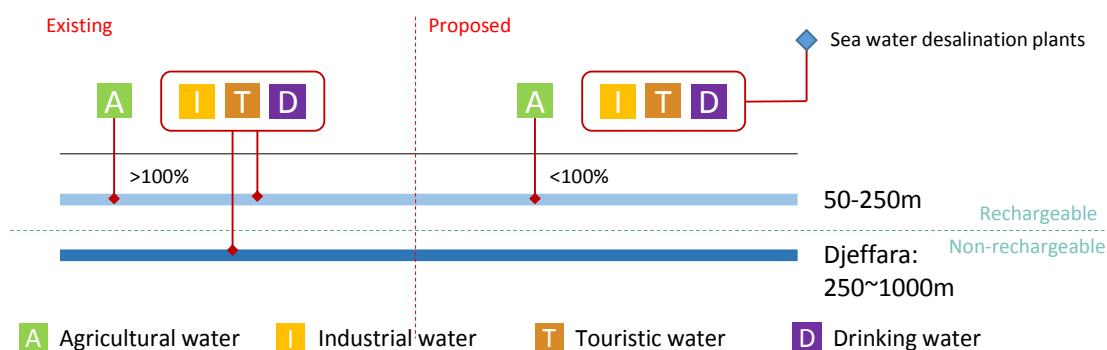 Existing
Proposed
Sea water desalination plants
A
I T D
A
I T D
>100%
<100%
50-250m
Rechargeable
Non-rechargeable
Djeffara:
250~1000m
A Agricultural water
I Industrial water
T Touristic water
D Drinking water